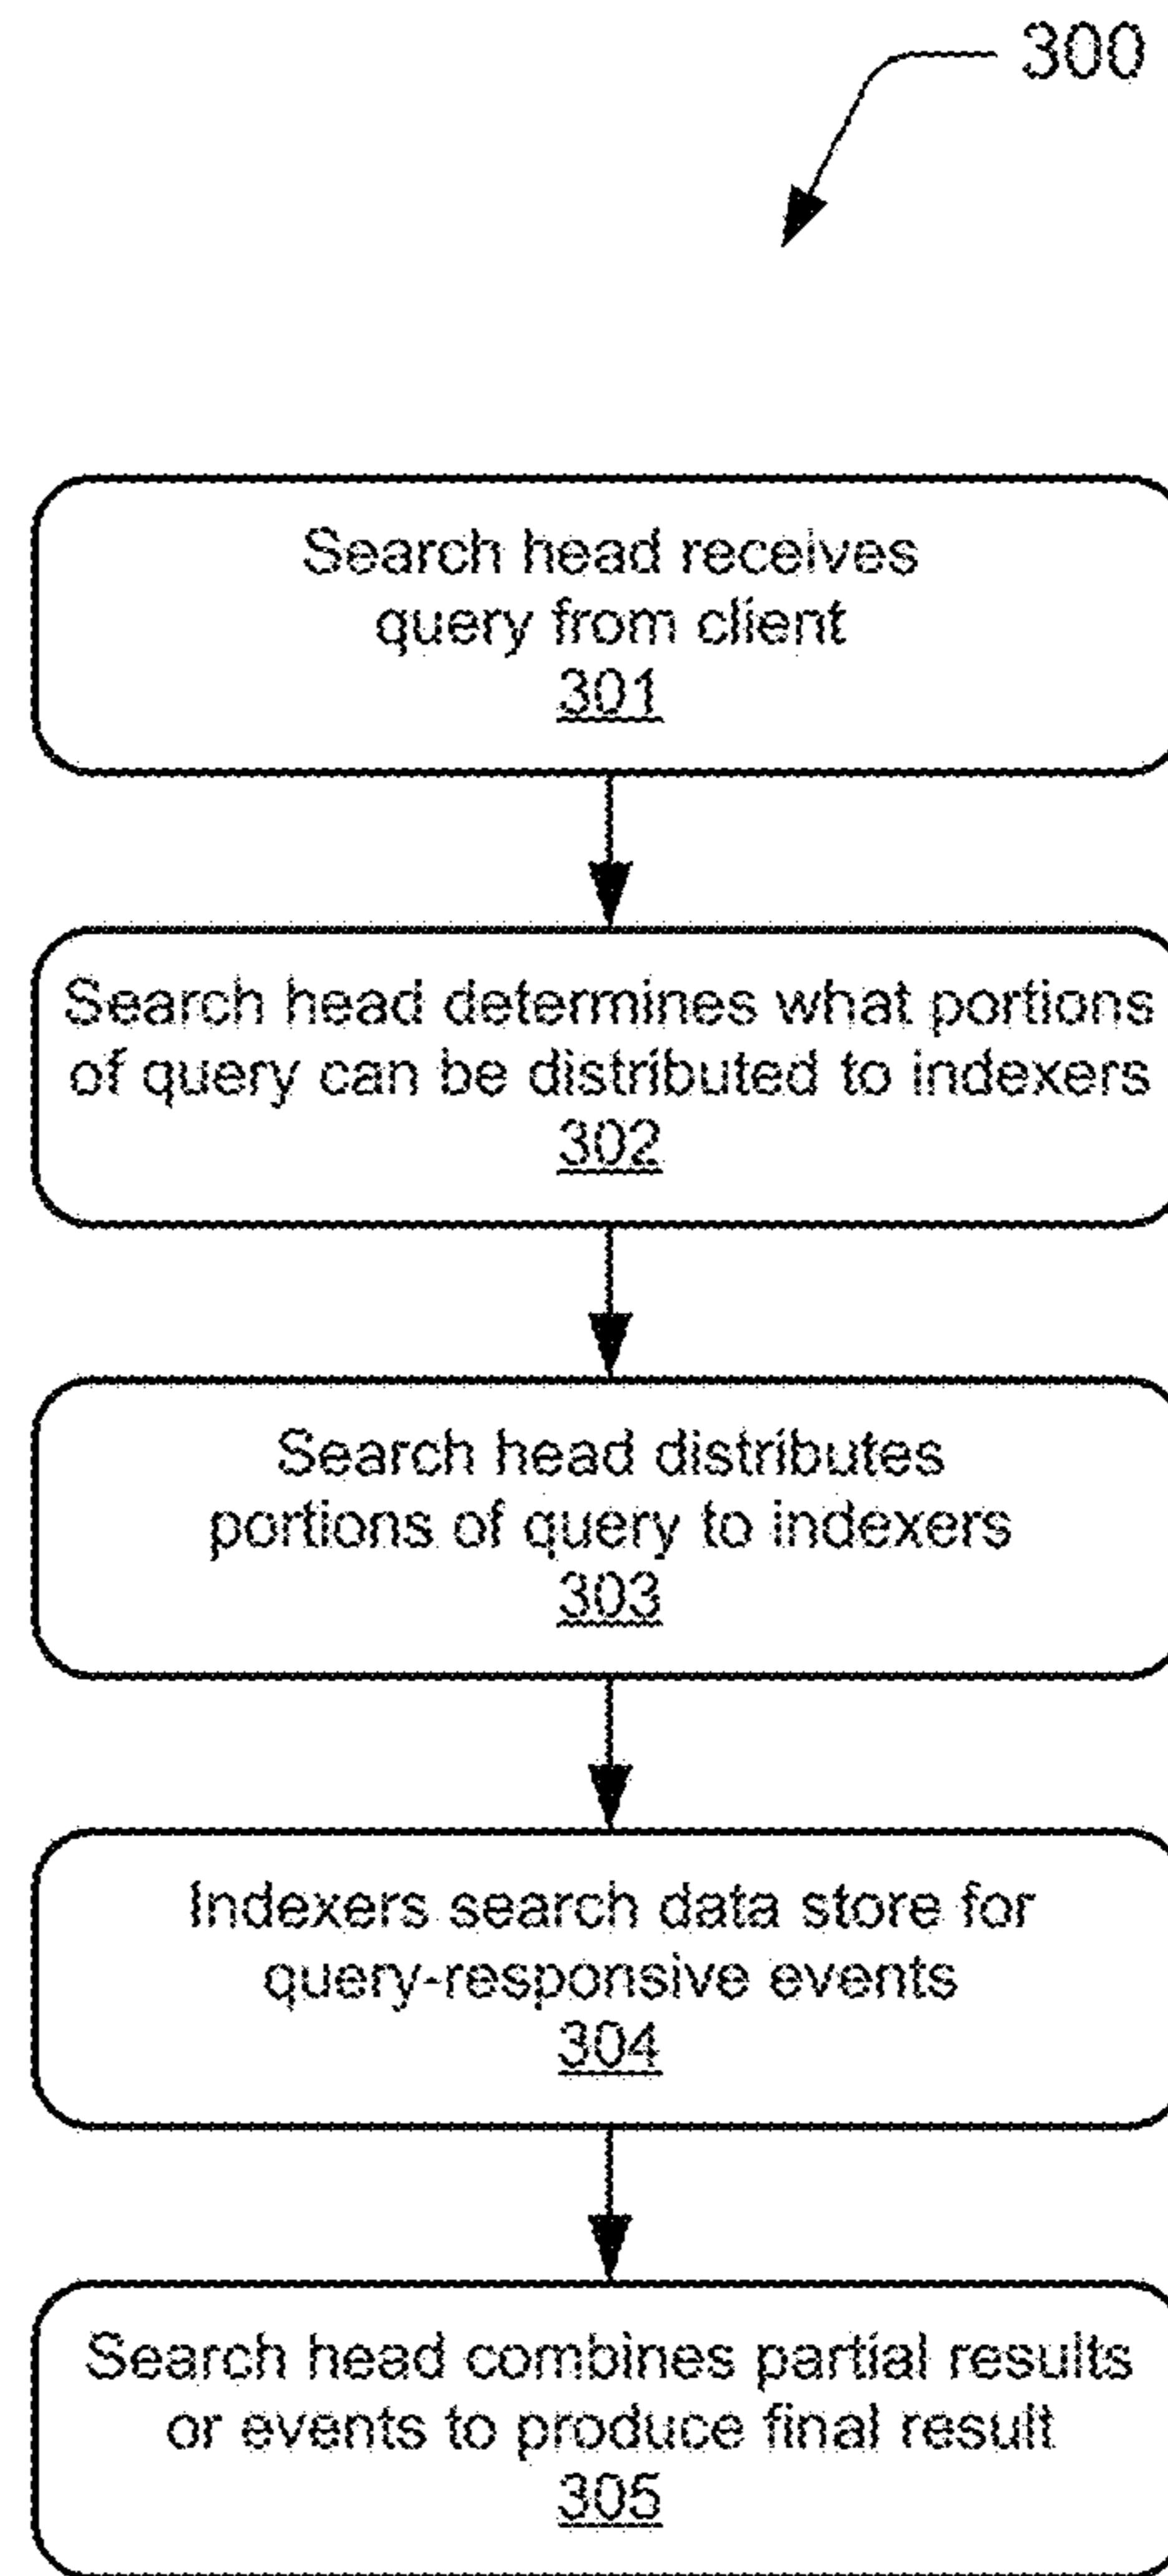 300
Search head receives
query from client
301
Search head determines what portions
of query can be distributed to indexers
302
Search head distributes
portions of query to indexers
303
Indexers search data store for
query-responsive events
304
Search head combines partial results
or events to produce final result
305